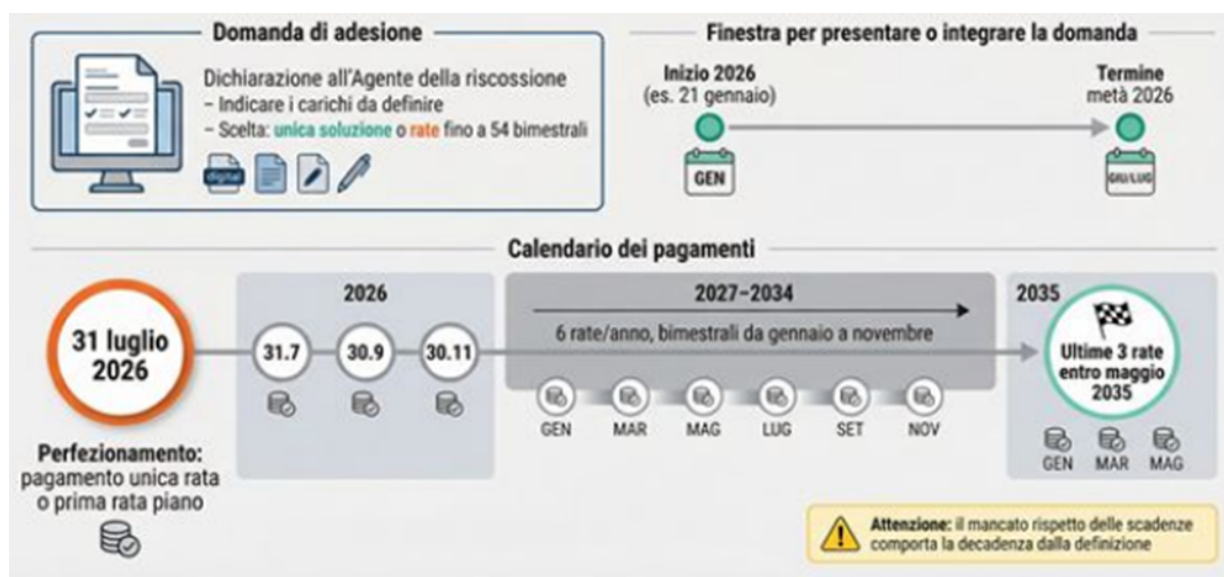 Domanda di adesione
Dichiarazione all'Agente della riscossione
– Indicare i carichi da definire
– Scelta: unica soluzione o rate fino a 54 bimestrali
digital
Finestra per presentare o integrare la domanda
Inizio 2026
(es. 21 gennaio)
Termine
metà 2026
GEN
GIU/LUG
Calendario dei pagamenti
31 luglio
2026
Perfezionamento:
pagamento unica rata
o prima rata piano
2026
31.7
30.9
30.11
2027–2034
6 rate/anno, bimestrali da gennaio a novembre
GEN
MAR
MAG
LUG
SET
NOV
2035
Ultime 3 rate
entro maggio
2035
GEN
MAR
MAG
Attenzione: il mancato rispetto delle scadenze
comporta la decadenza dalla definizione